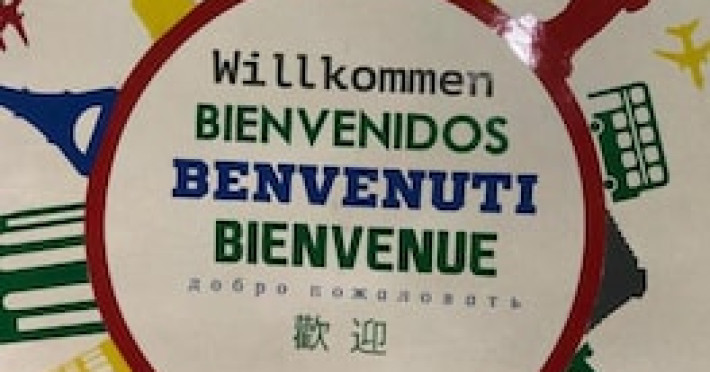 Willkommen
BIENVENIDOS
BENVENUTI
BIENVENUE
добро пожаловать
歡迎